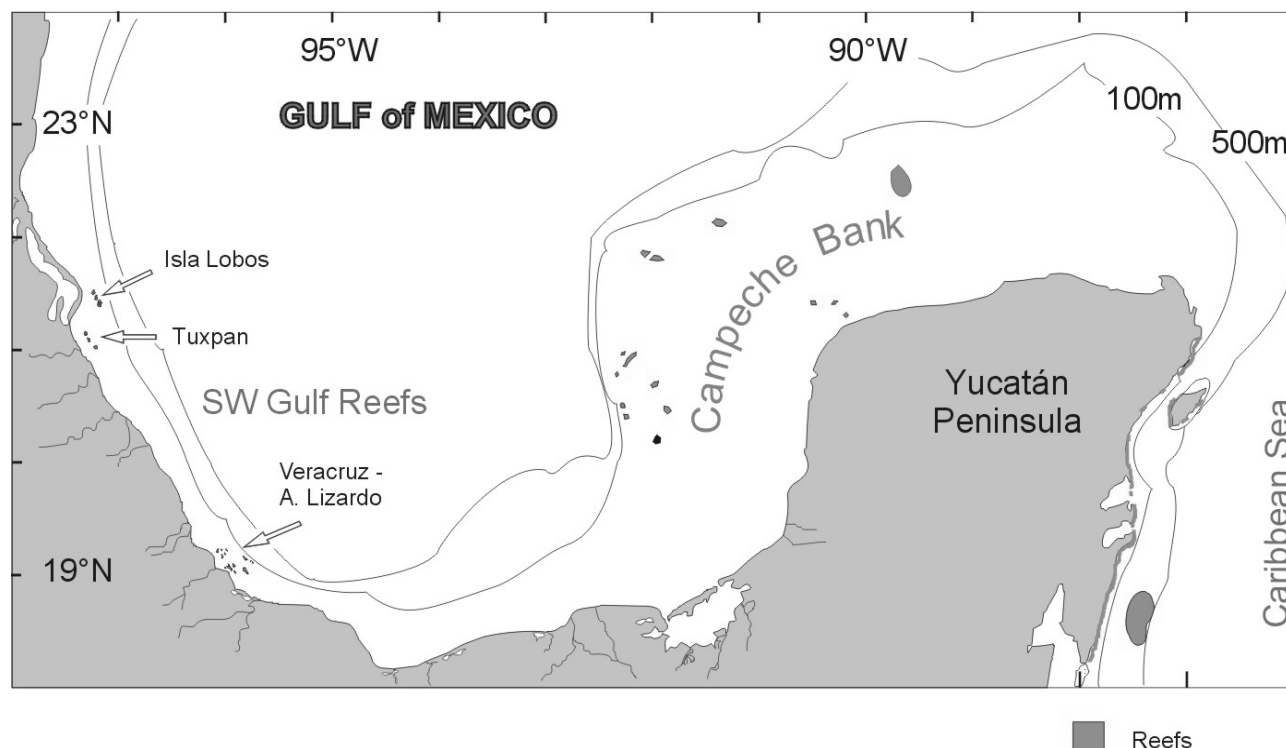 95°W
90°W
GULF of MEXICO
23°N
100m
500m
Isla Lobos
Tuxpan
Campeche Bank
SW Gulf Reefs
Yucatán
Peninsula
Veracruz -
A. Lizardo
19°N
Caribbean Sea
Reefs